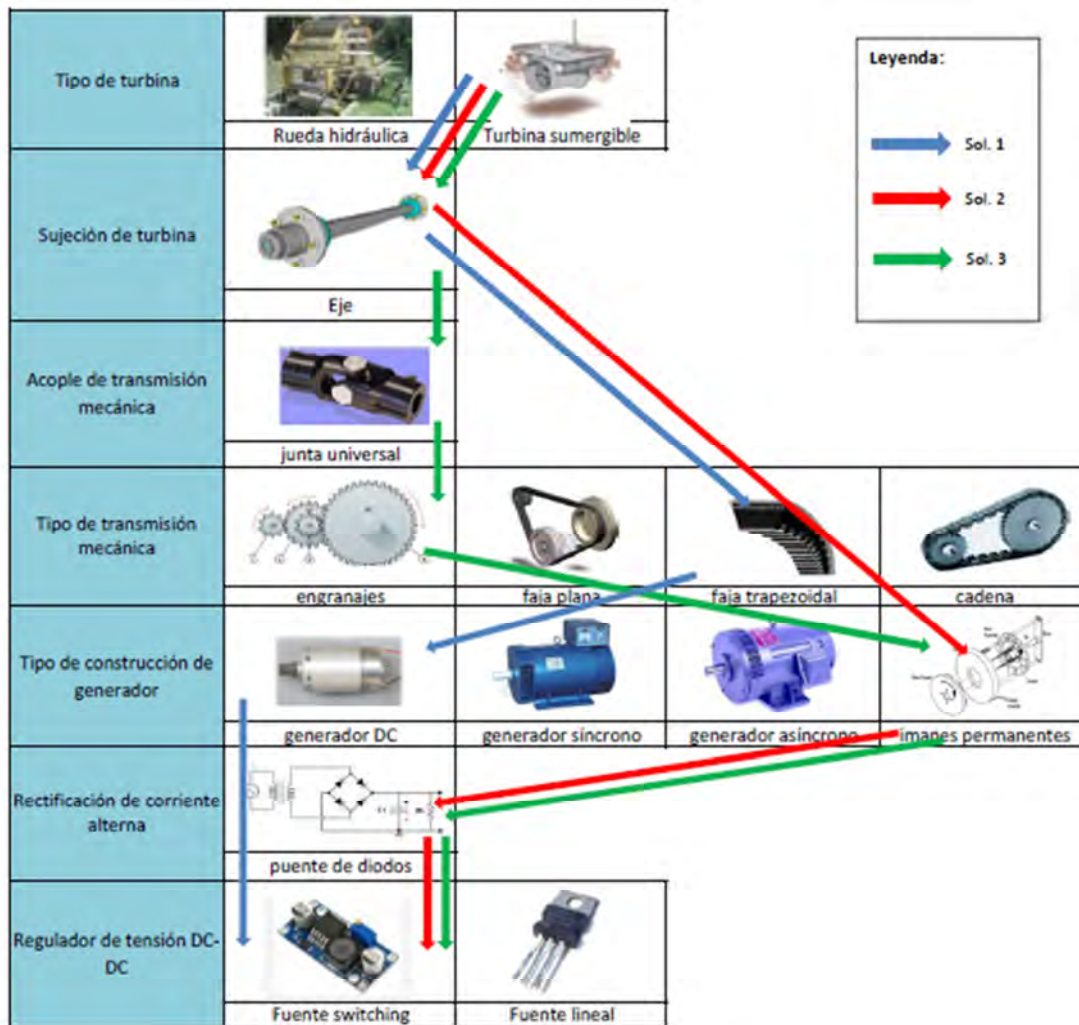 Tipo de turbina
Rueda hidráulica
Turbina sumergible
Leyenda:
Sol. 1
Sol. 2
Sol. 3
Sujeción de turbina
Eje
Acople de transmisión
mecánica
junta universal
Tipo de transmisión
mecánica
engranajes
faja plana
faja trapezoidal
cadena
Tipo de construcción de
generador
generador DC
generador síncrono
generador asíncrono
imanes permanentes
Rectificación de corriente
alterna
puente de diodos
Regulador de tensión DC-
DC
Fuente switching
Fuente lineal